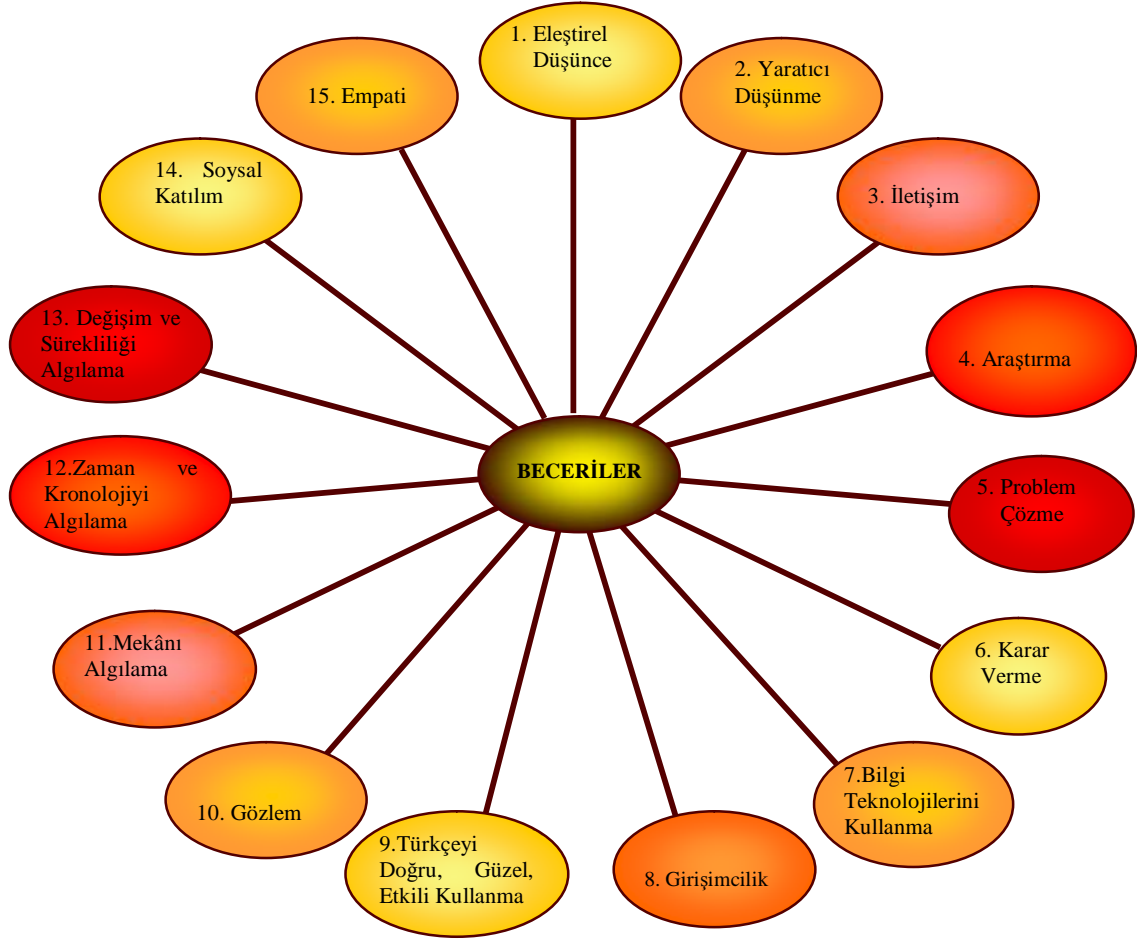 1. Eleştirel
Düşünce
2. Yaratıcı
Düşünme
3. İletişim
4. Araştırma
5. Problem
Çözme
6. Karar
Verme
7.Bilgi
Teknolojilerini
Kullanma
8. Girişimcilik
9.Türkçeyi
Doğru, Güzel,
Etkili Kullanma
10. Gözlem
11.Mekânı
Algılama
12.Zaman ve
Kronolojiyi
Algılama
13. Değişim ve
Sürekliliği
Algılama
14. Soysal
Katılım
15. Empati
BECERİLER